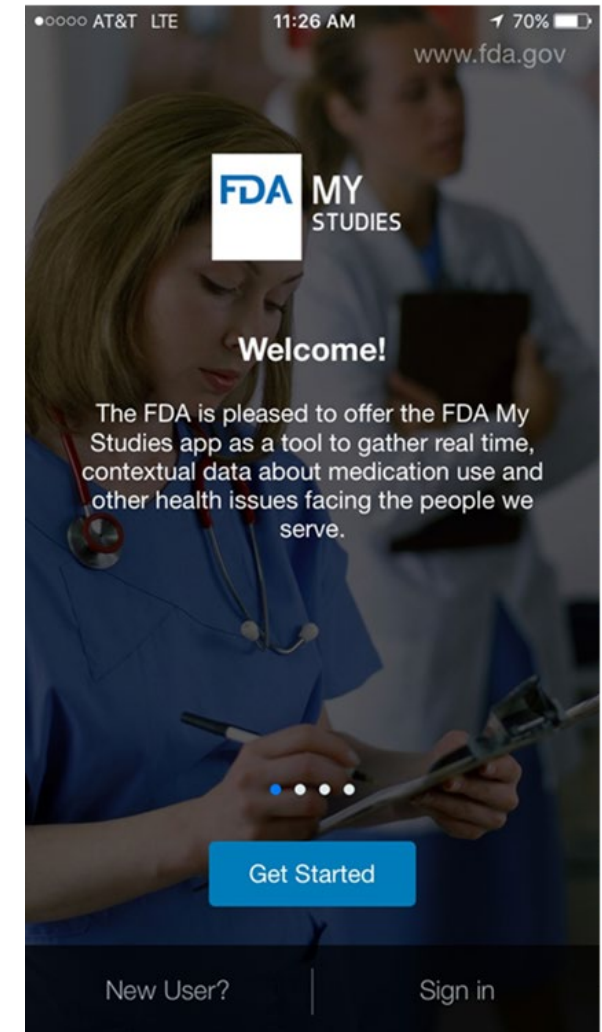 AT&T LTE 11:26 AM 70%
www.fda.gov
FDA MY
STUDIES
Welcome!
The FDA is pleased to offer the FDA My
Studies app as a tool to gather real time,
contextual data about medication use and
other health issues facing the people we
serve.
Get Started
New User? Sign in